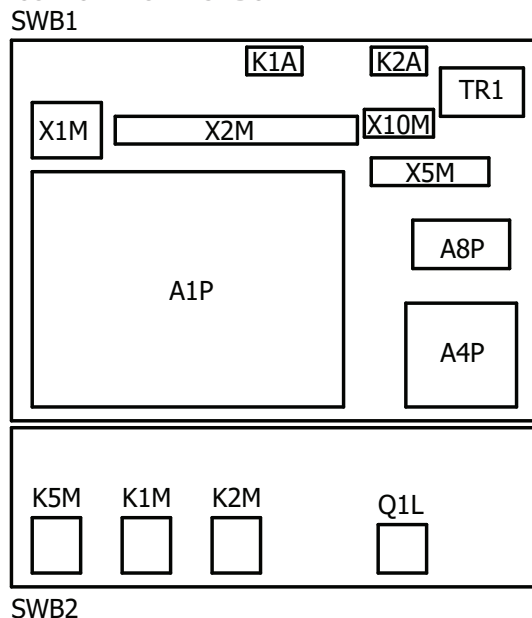 SWB1
K1A K2A
TR1
X1M X2M X10M
X5M
A8P
A1P
A4P
K5M K1M K2M Q1L
SWB2